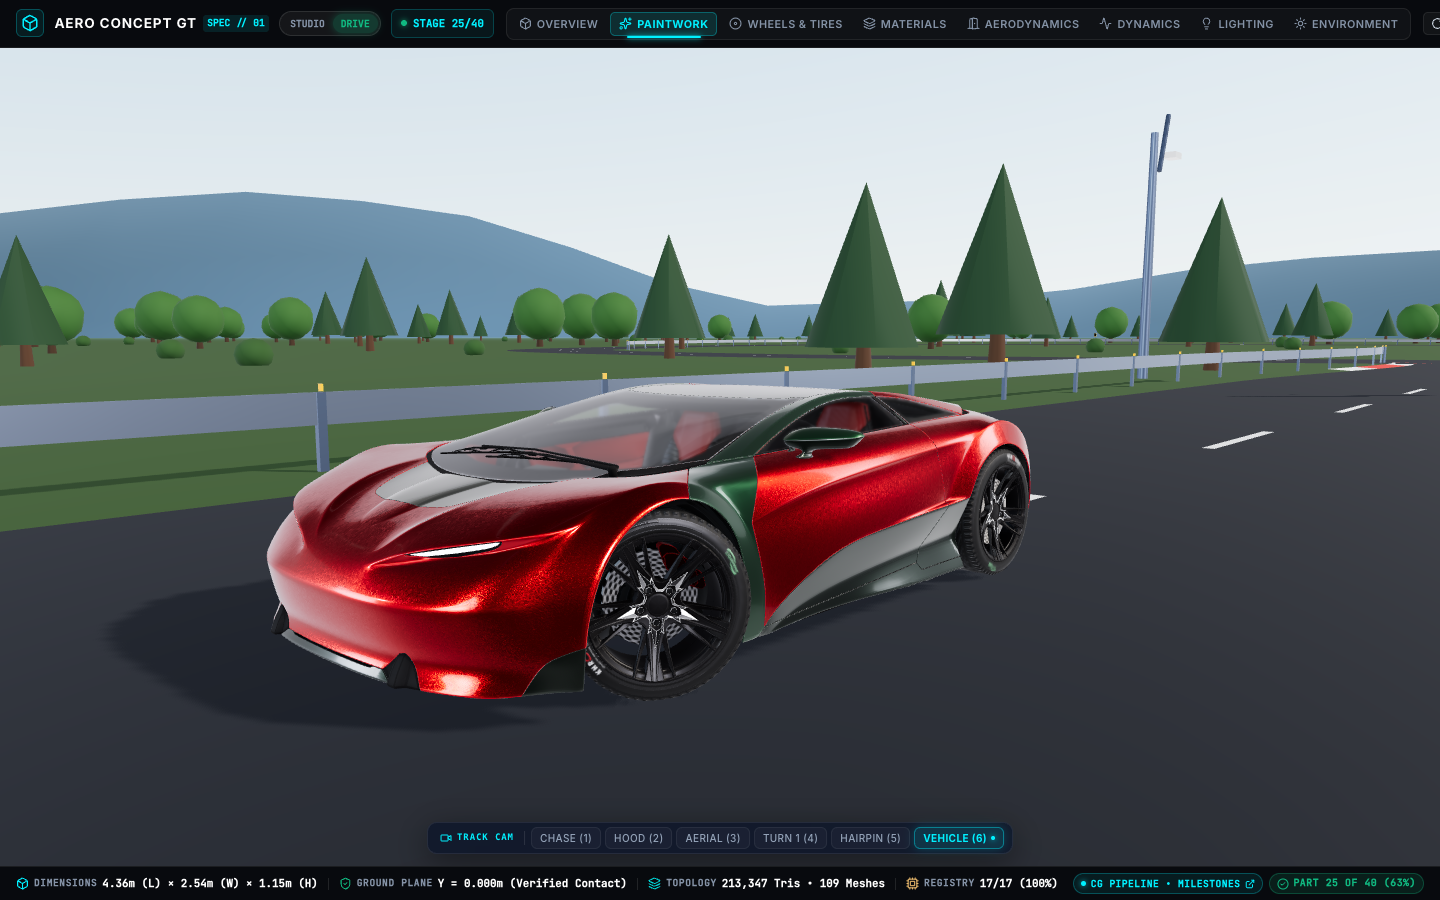 AERO CONCEPT GT SPEC // 01 STUDIO DRIVE STAGE 25/40 OVERVIEW PAINTWORK WHEELS & TIRES MATERIALS AERODYNAMICS DYNAMICS LIGHTING ENVIRONMENT
TRACK CAM CHASE (1) HOOD (2) AERIAL (3) TURN 1 (4) HAIRPIN (5) VEHICLE (6)
DIMENSIONS 4.36m (L) × 2.54m (W) × 1.15m (H) GROUND PLANE Y = 0.000m (Verified Contact) TOPOLOGY 213,347 Tris • 109 Meshes REGISTRY 17/17 (100%) CG PIPELINE • MILESTONES PART 25 OF 40 (63%)